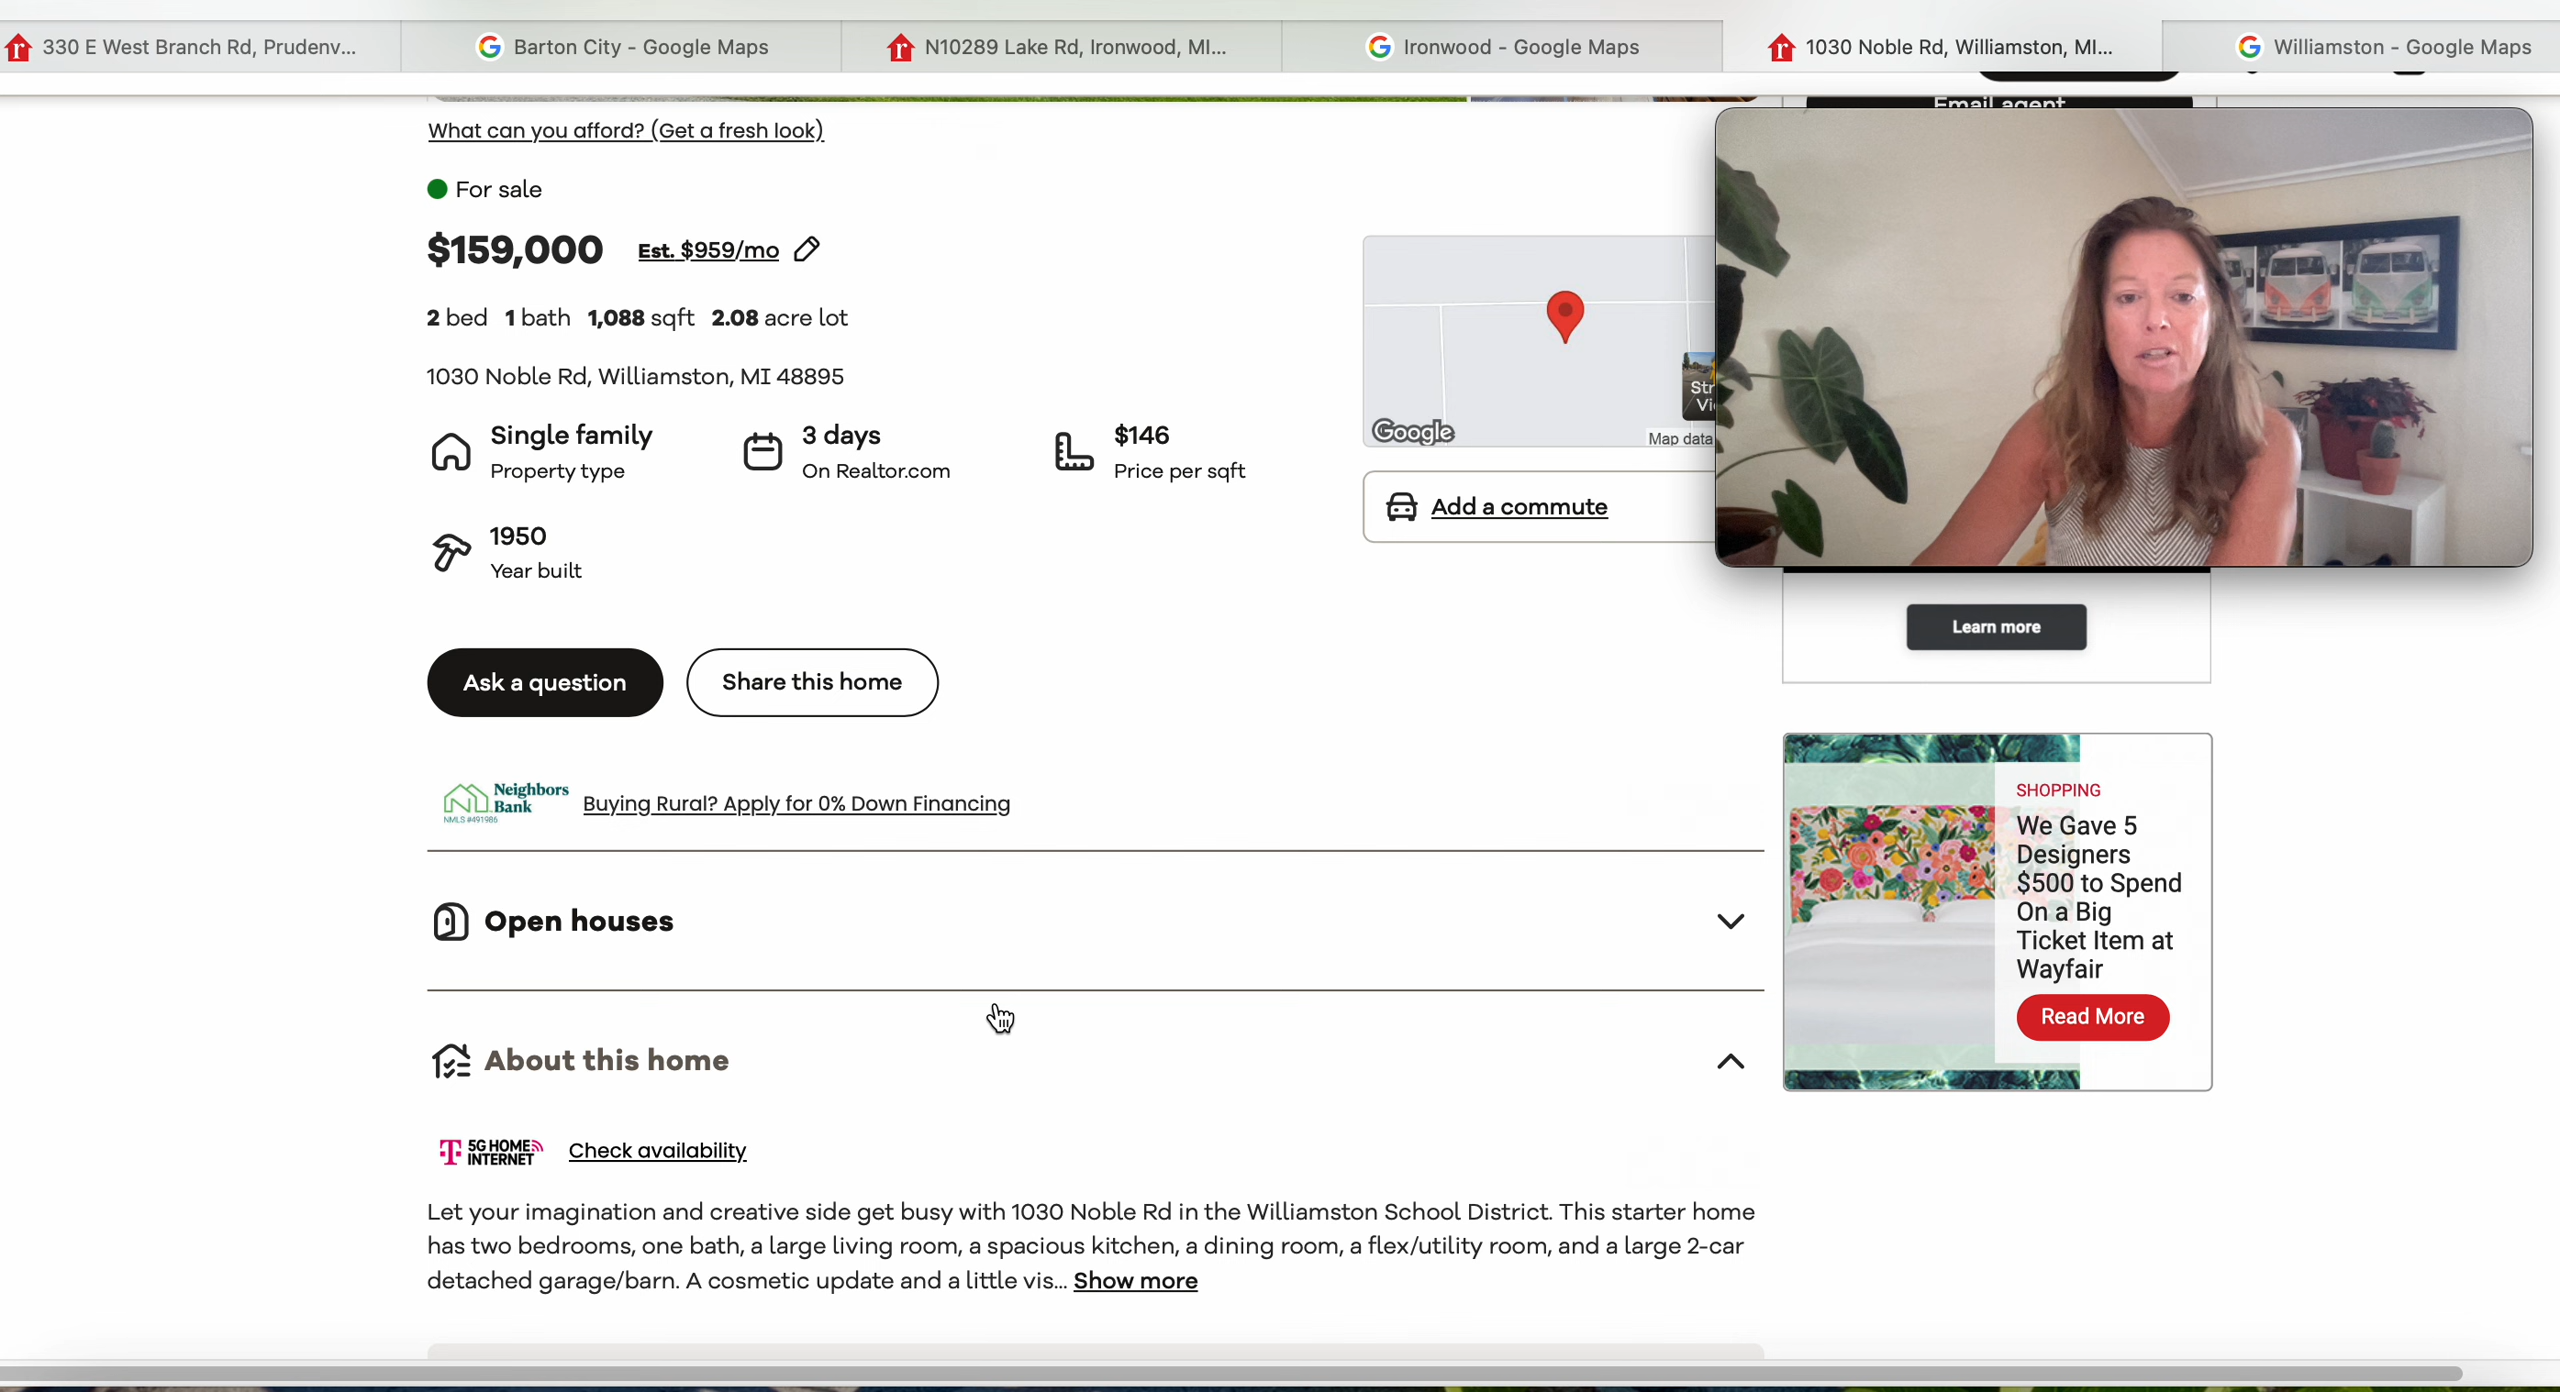 330 E West Branch Rd, Prudenv...
Barton City - Google Maps
N10289 Lake Rd, Ironwood, MI...
Ironwood - Google Maps
1030 Noble Rd, Williamston, MI...
Williamston - Google Maps
Email agent
What can you afford? (Get a fresh look)
For sale
$159,000 Est. $959/mo
2 bed 1 bath 1,088 sqft 2.08 acre lot
1030 Noble Rd, Williamston, MI 48895
Single family
Property type
3 days
On Realtor.com
$146
Price per sqft
1950
Year built
Google
Map data
Add a commute
Learn more
Ask a question
Share this home
Neighbors
Bank
NMLS #491986
Buying Rural? Apply for 0% Down Financing
Open houses
About this home
SHOPPING
We Gave 5
Designers
$500 to Spend
On a Big
Ticket Item at
Wayfair
Read More
T 5G HOME
INTERNET
Check availability
Let your imagination and creative side get busy with 1030 Noble Rd in the Williamston School District. This starter home
has two bedrooms, one bath, a large living room, a spacious kitchen, a dining room, a flex/utility room, and a large 2-car
detached garage/barn. A cosmetic update and a little vis... Show more